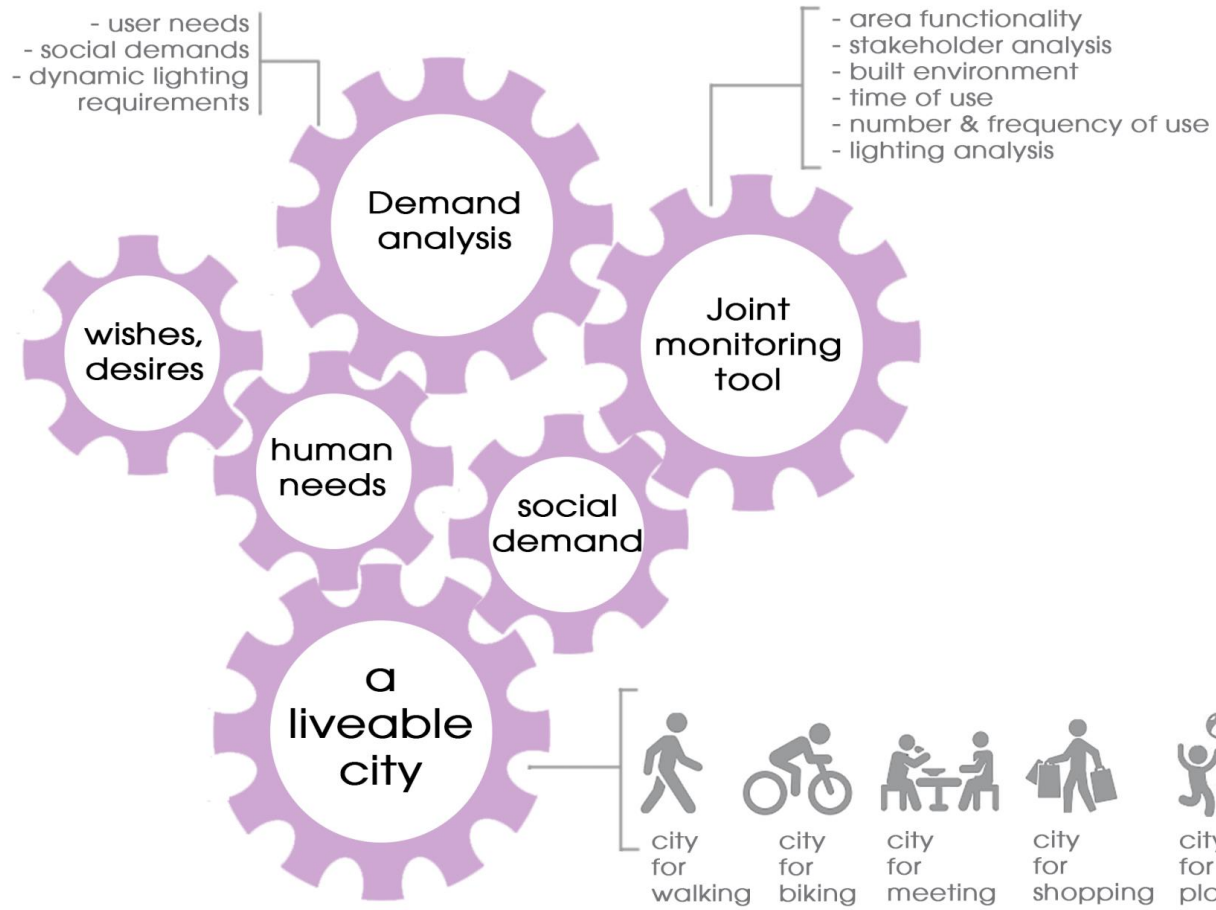 - user needs
- social demands
- dynamic lighting
requirements
- area functionality
- stakeholder analysis
- built environment
- time of use
- number & frequency of use
- lighting analysis
Demand
analysis
Joint
monitoring
tool
wishes,
desires
human
needs
social
demand
a
liveable
city
city
for
walking
city
for
biking
city
for
meeting
city
for
shopping
city
for